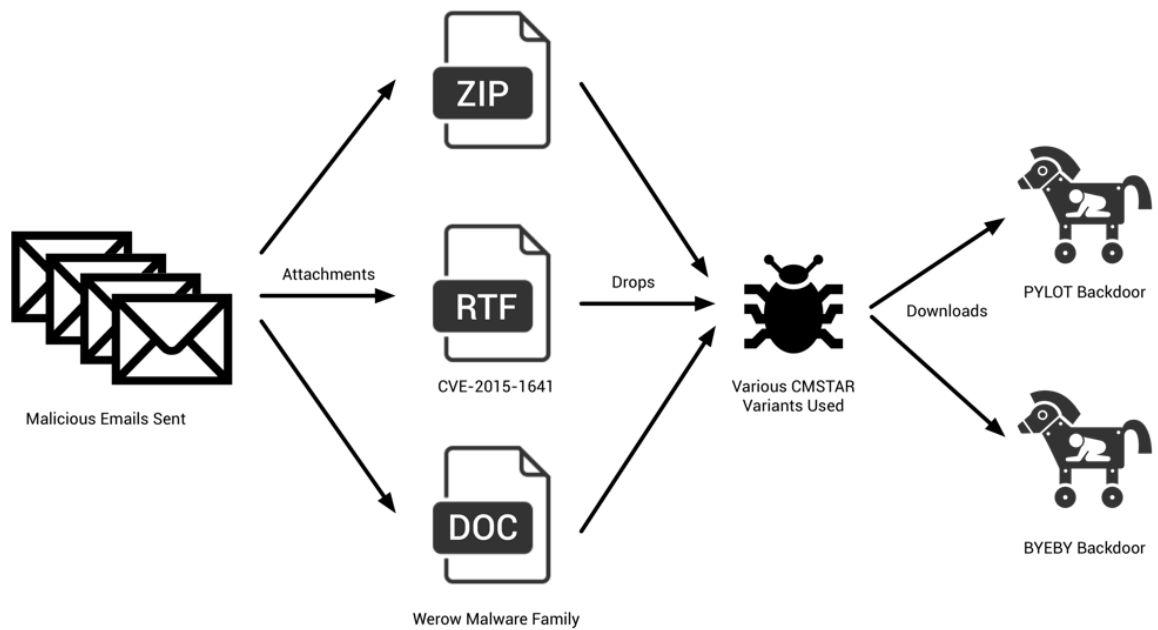 ZIP
Attachments
RTF
CVE-2015-1641
DOC
Werow Malware Family
Malicious Emails Sent
Drops
Various CMSTAR
Variants Used
Downloads
PYLOT Backdoor
BYEBY Backdoor